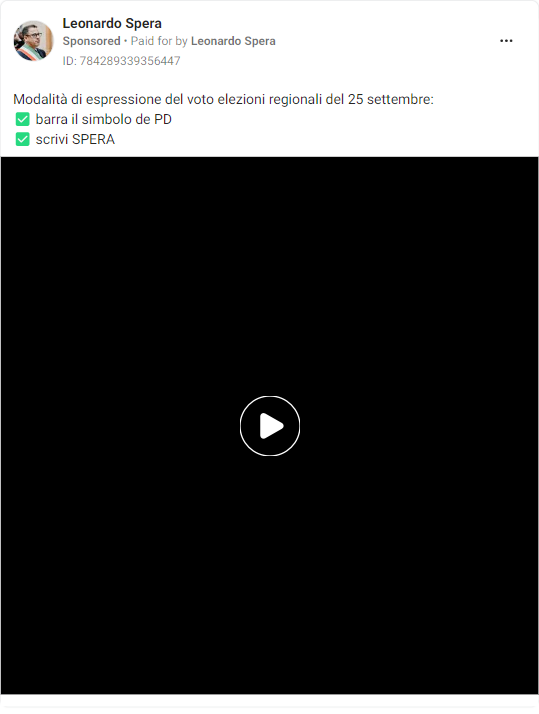 Leonardo Spera
Sponsored • Paid for by Leonardo Spera
ID: 784289339356447
Modalità di espressione del voto elezioni regionali del 25 settembre:
✅ barra il simbolo de PD
✅ scrivi SPERA